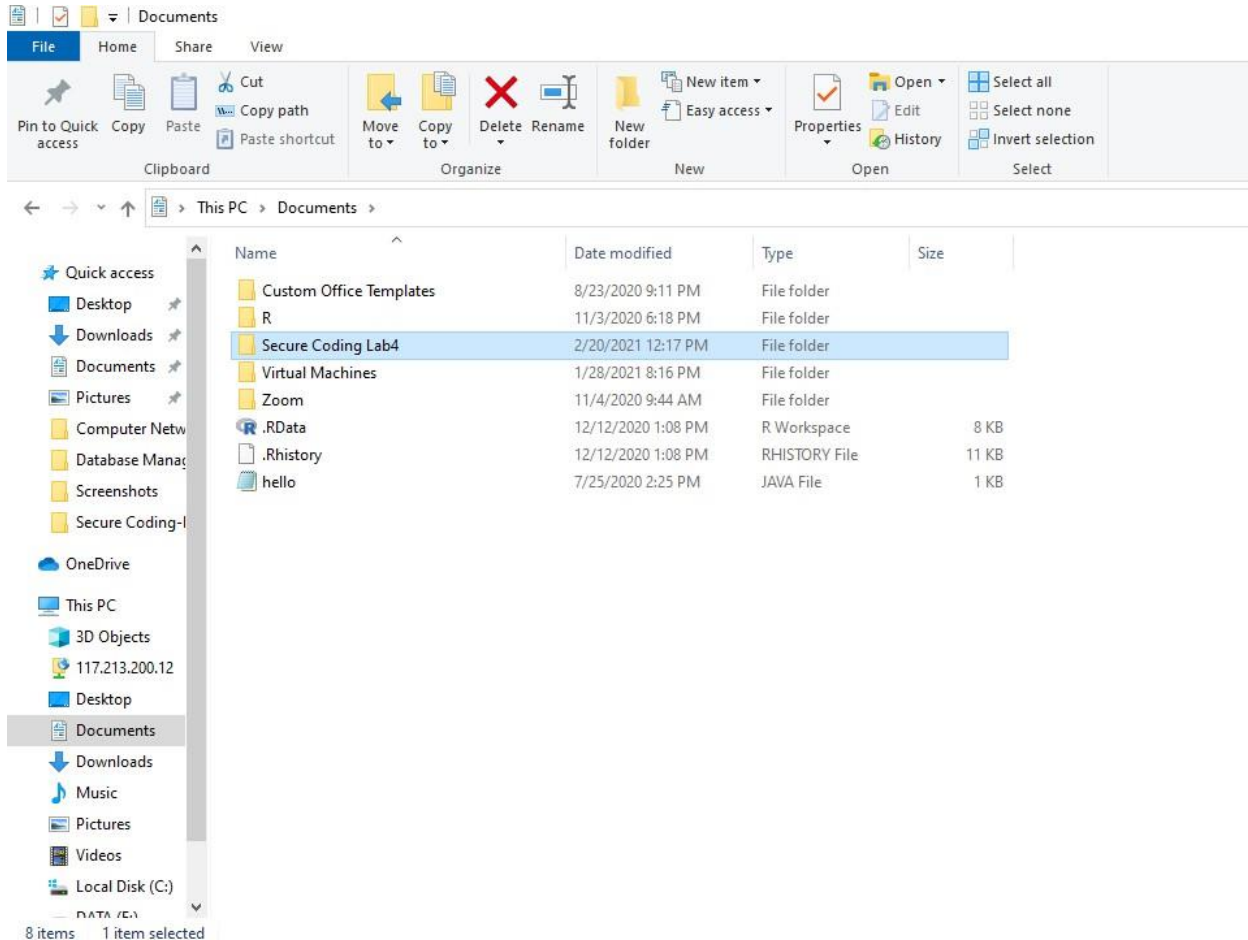 Documents
File Home Share View
Pin to Quick access
Copy
Paste
Cut
Copy path
Paste shortcut
Move to
Copy to
Delete
Rename
New folder
New item
Easy access
Properties
Open
Edit
History
Select all
Select none
Invert selection
Clipboard Organize New Open Select
This PC > Documents >
Name Date modified Type Size
Custom Office Templates 8/23/2020 9:11 PM File folder
R 11/3/2020 6:18 PM File folder
Secure Coding Lab4 2/20/2021 12:17 PM File folder
Virtual Machines 1/28/2021 8:16 PM File folder
Zoom 11/4/2020 9:44 AM File folder
.RData 12/12/2020 1:08 PM R Workspace 8 KB
.Rhistory 12/12/2020 1:08 PM RHISTORY File 11 KB
hello 7/25/2020 2:25 PM JAVA File 1 KB
Quick access
Desktop
Downloads
Documents
Pictures
Computer Netw
Database Manag
Screenshots
Secure Coding-
OneDrive
This PC
3D Objects
117.213.200.12
Desktop
Documents
Downloads
Music
Pictures
Videos
Local Disk (C:)
8 items 1 item selected